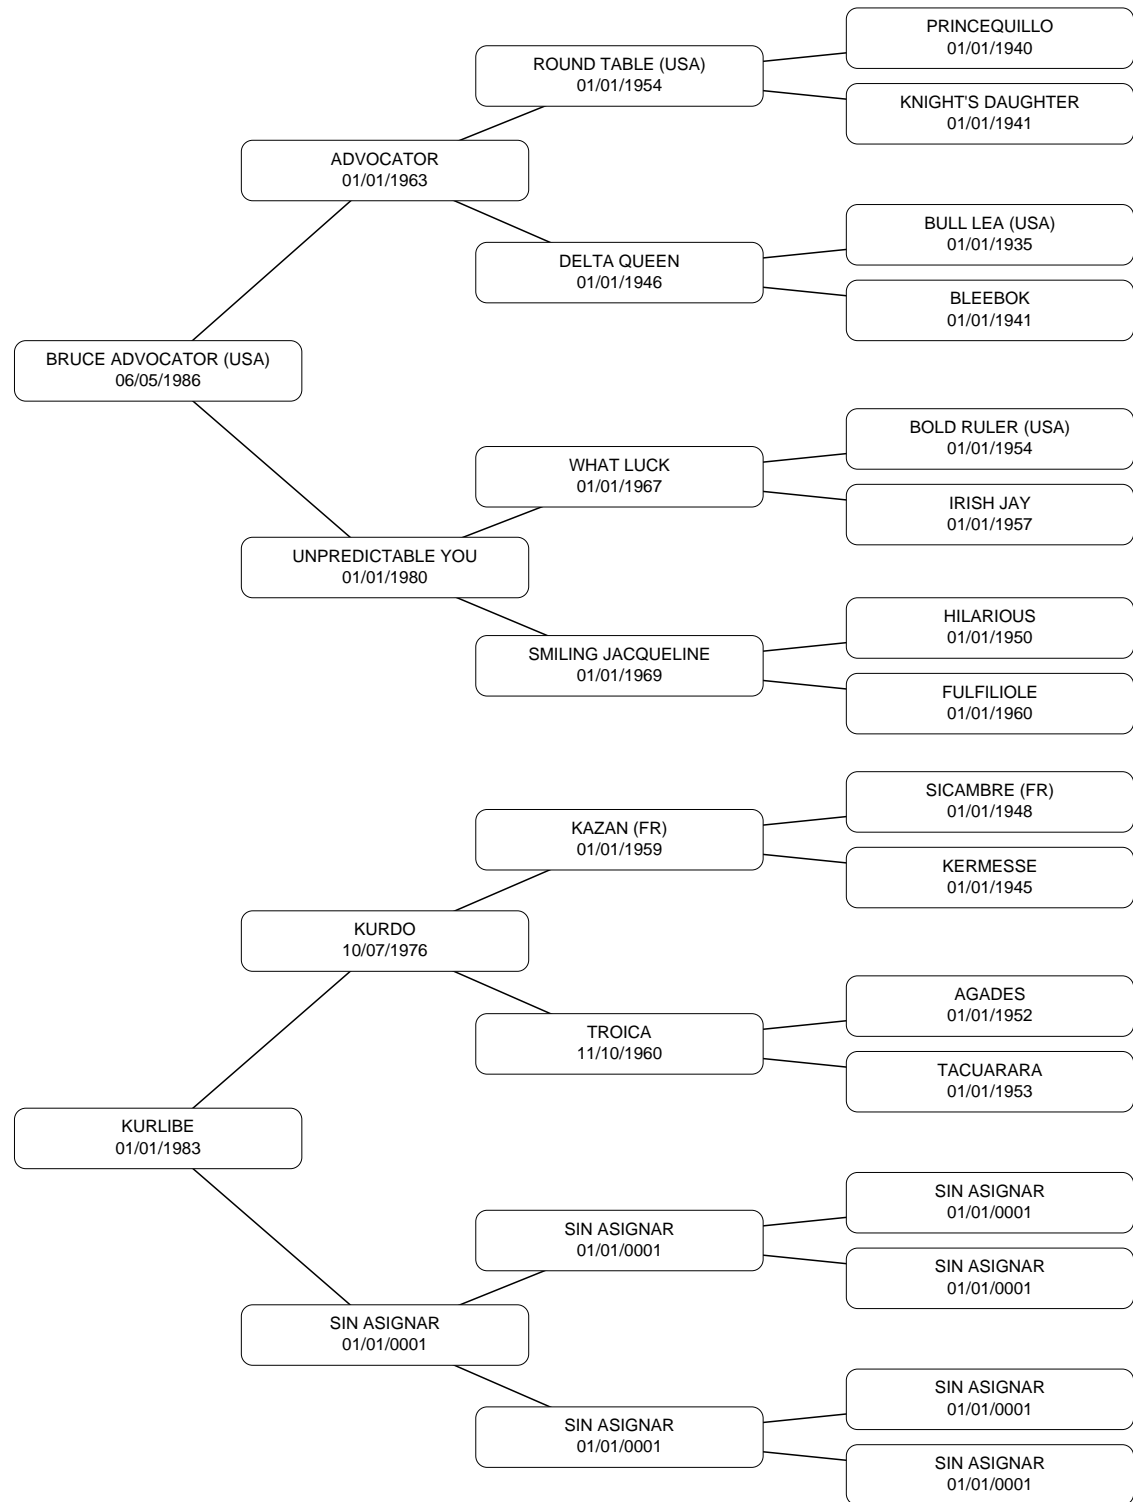 PRINCEQUILLO
01/01/1940
ROUND TABLE (USA)
01/01/1954
KNIGHT'S DAUGHTER
01/01/1941
ADVOCATOR
01/01/1963
BULL LEA (USA)
01/01/1935
DELTA QUEEN
01/01/1946
BLEEBOK
01/01/1941
BRUCE ADVOCATOR (USA)
06/05/1986
BOLD RULER (USA)
01/01/1954
WHAT LUCK
01/01/1967
IRISH JAY
01/01/1957
UNPREDICTABLE YOU
01/01/1980
HILARIOUS
01/01/1950
SMILING JACQUELINE
01/01/1969
FULFILIOLE
01/01/1960
SICAMBRE (FR)
01/01/1948
KAZAN (FR)
01/01/1959
KERMESSE
01/01/1945
KURDO
10/07/1976
AGADES
01/01/1952
TROICA
11/10/1960
TACUARARA
01/01/1953
KURLIBE
01/01/1983
SIN ASIGNAR
01/01/0001
SIN ASIGNAR
01/01/0001
SIN ASIGNAR
01/01/0001
SIN ASIGNAR
01/01/0001
SIN ASIGNAR
01/01/0001
SIN ASIGNAR
01/01/0001
SIN ASIGNAR
01/01/0001